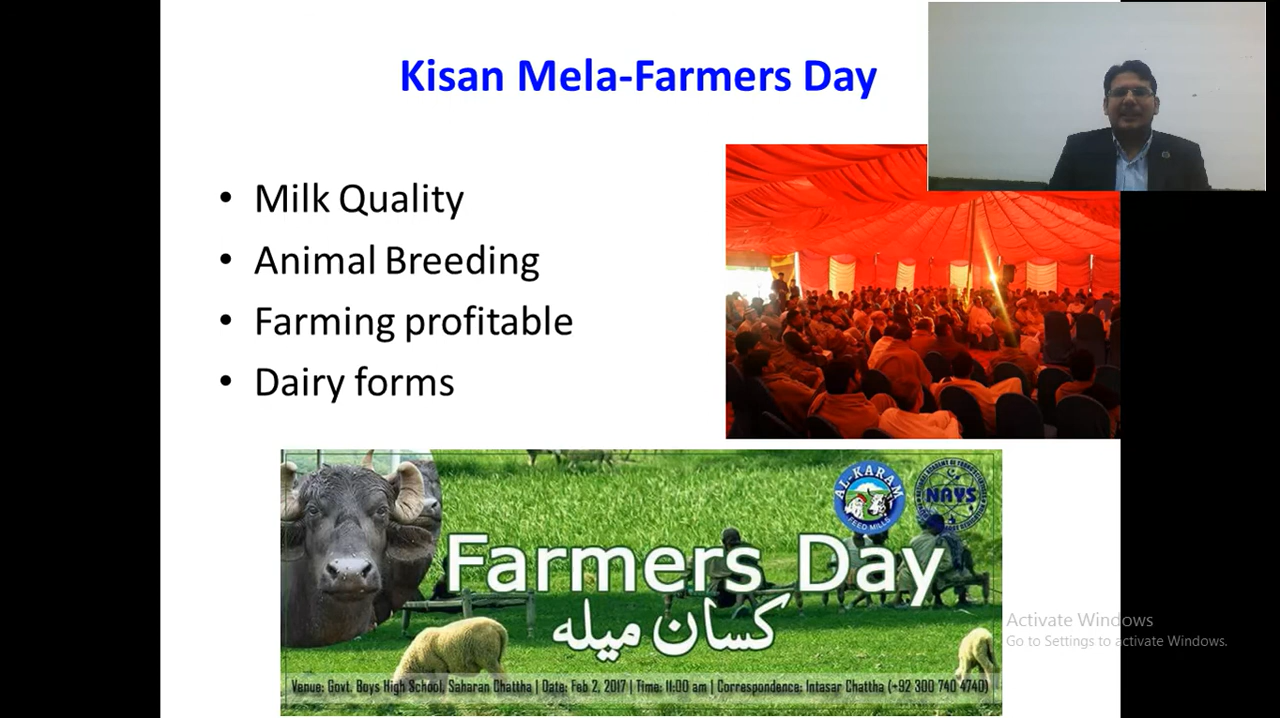 Kisan Mela-Farmers Day
• Milk Quality
• Animal Breeding
• Farming profitable
• Dairy forms
AL-KARAM
FEED MILLS
NAYS
Farmers Day
کسان میله
Venue: Govt. Boys High School, Saharan Chattha | Date: Feb 2, 2017 | Time: 11:00 am | Correspondence: Intasar Chattha (+92 300 740 4740)
Activate Windows
Go to Settings to activate Windows.